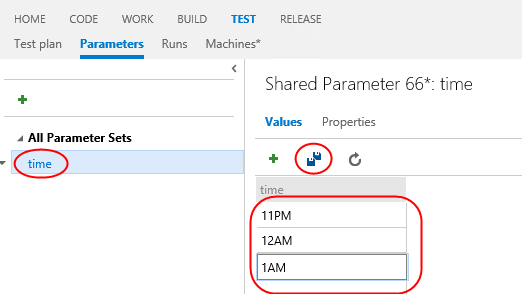 HOME CODE WORK BUILD TEST RELEASE
Test plan Parameters Runs Machines*
Shared Parameter 66*: time
Values Properties
All Parameter Sets
time
time
11PM
12AM
1AM